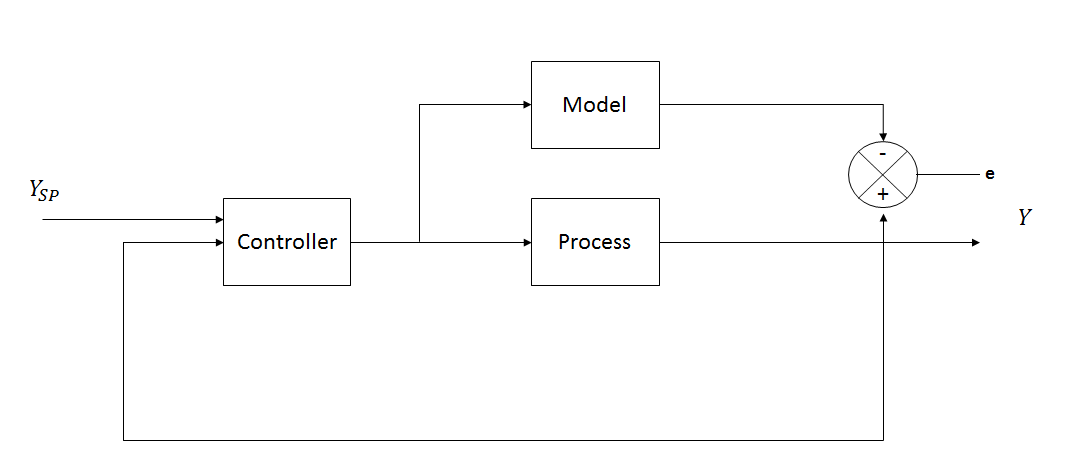 Model
-
e
Y_SP
+
Y
Controller
Process